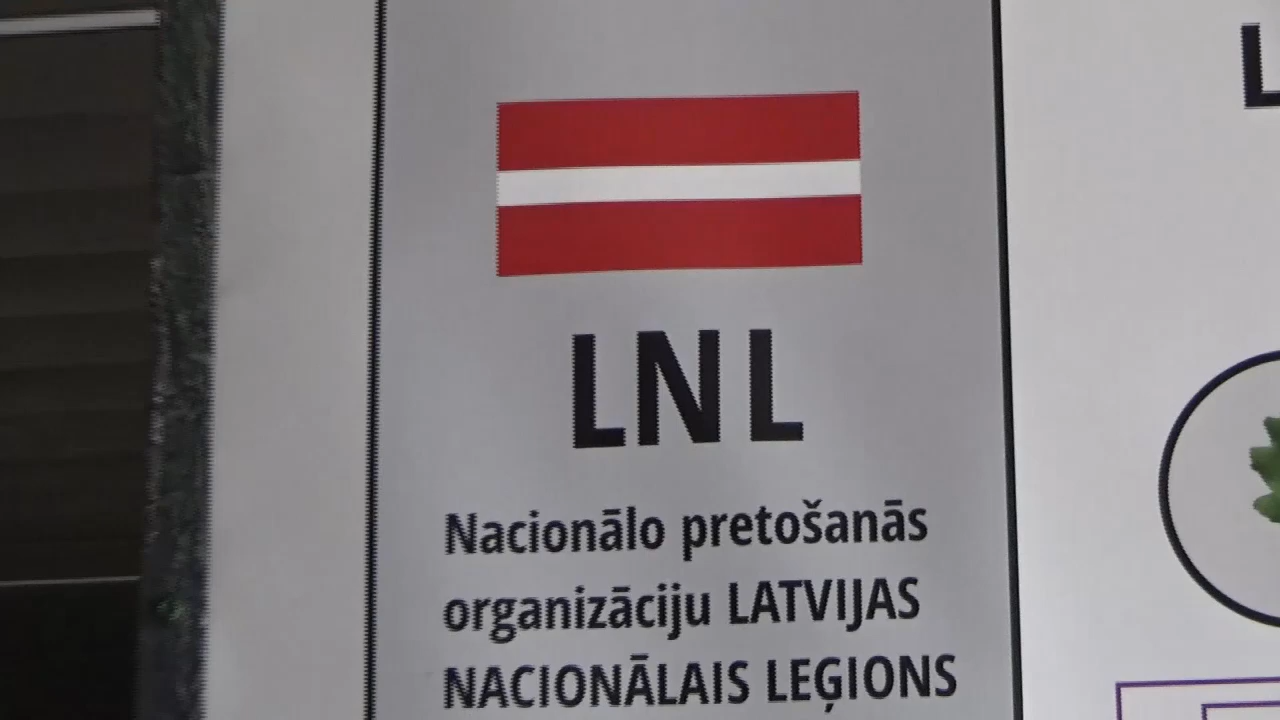 LNL
Nacionālo pretošanās
organizāciju LATVIJAS
NACIONĀLAIS LEĢIONS
L